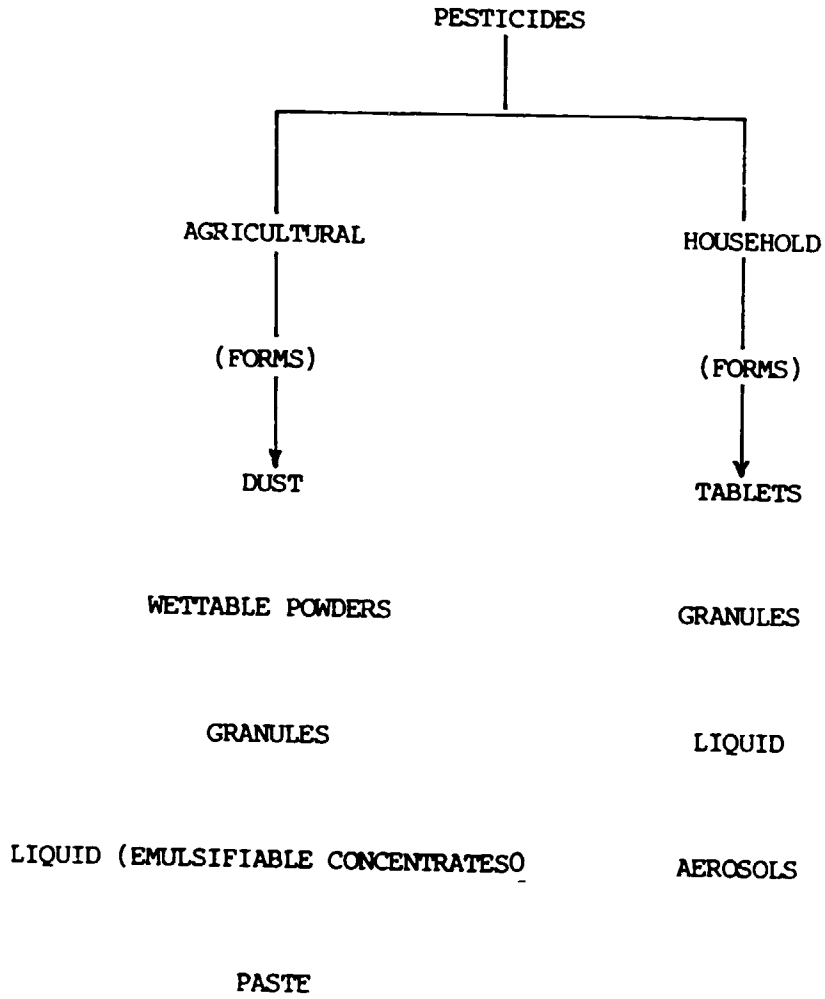 PESTICIDES
AGRICULTURAL
HOUSEHOLD
(FORMS)
(FORMS)
DUST
TABLETS
WETTABLE POWDERS
GRANULES
GRANULES
LIQUID
LIQUID (EMULSIFIABLE CONCENTRATESO
AEROSOLS
PASTE